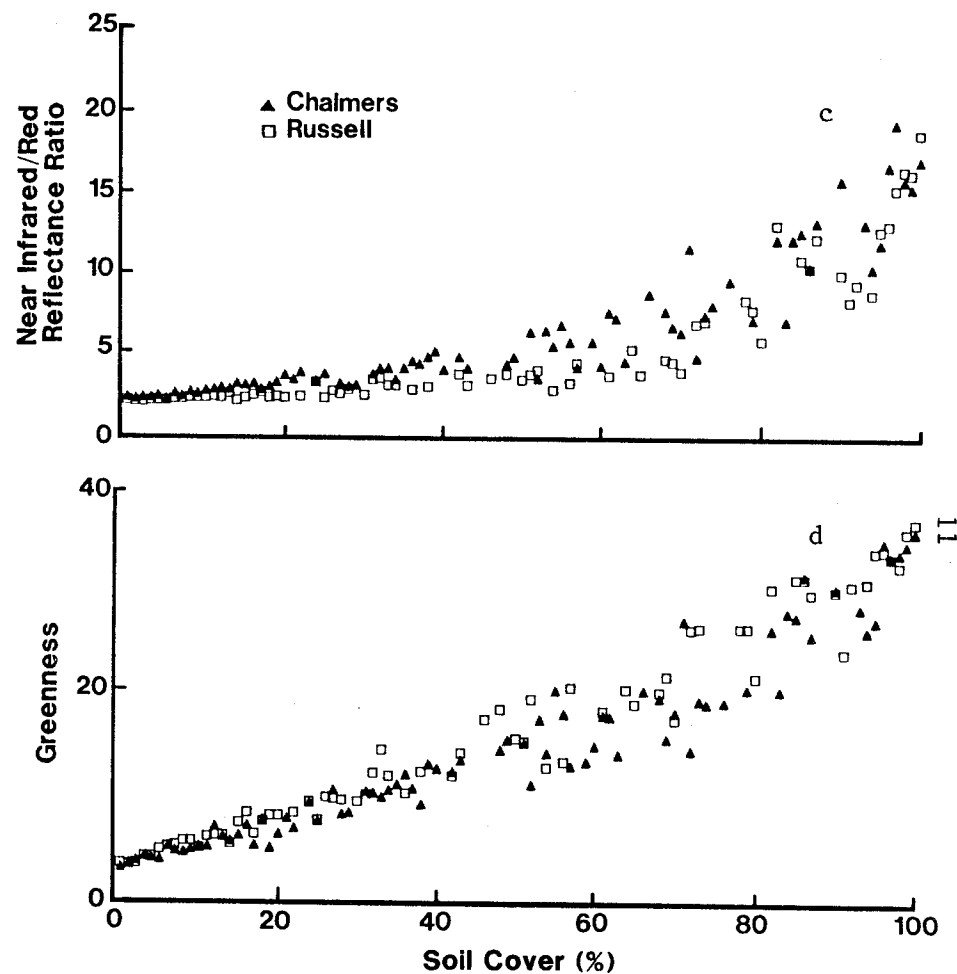 25
20
15
10
5
0
Near Infrared/Red
Reflectance Ratio
▲ Chalmers
□ Russell
c
40
20
0
Greenness
d
11
0 20 40 60 80 100
Soil Cover (%)